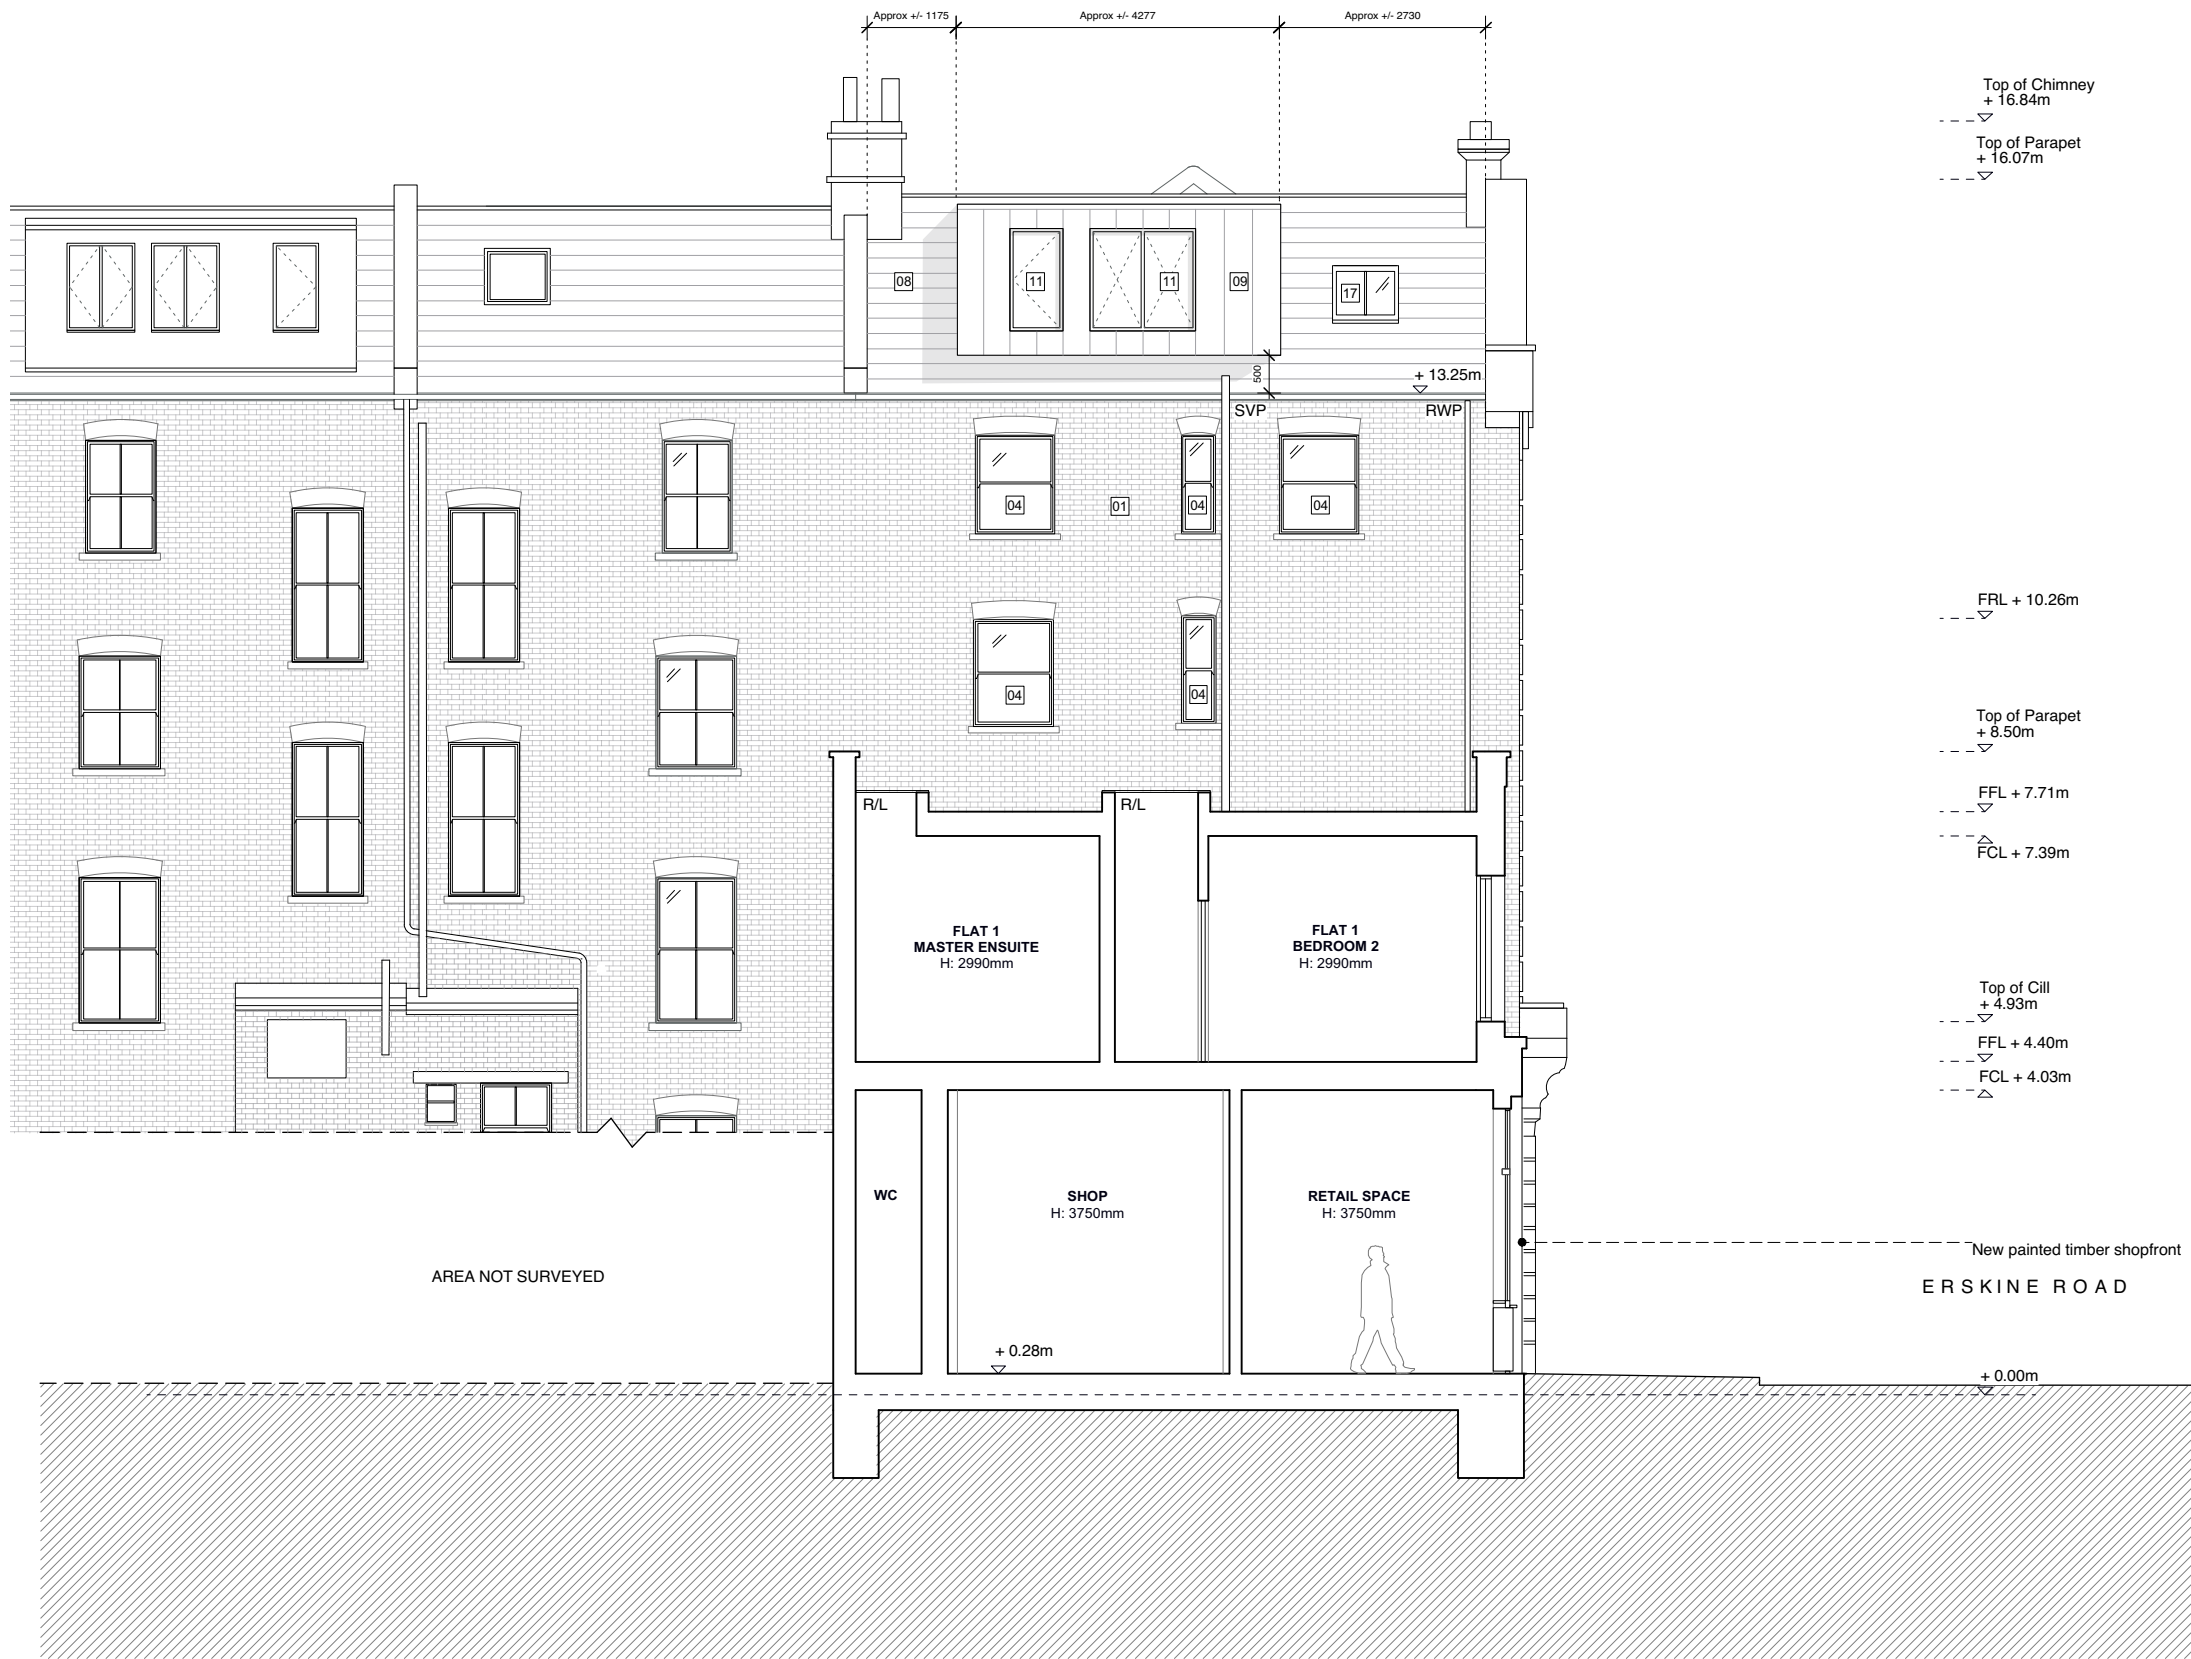 Approx +/- 1175
Approx +/- 4277
Approx +/- 2730
Top of Chimney
+ 16.84m
Top of Parapet
+ 16.07m
08
11
11
09
17
500
+ 13.25m
SVP
RWP
04
01
04
04
FRL + 10.26m
04
04
Top of Parapet
+ 8.50m
R/L
R/L
FFL + 7.71m
FCL + 7.39m
FLAT 1
MASTER ENSUITE
H: 2990mm
FLAT 1
BEDROOM 2
H: 2990mm
Top of Cill
+ 4.93m
FFL + 4.40m
FCL + 4.03m
WC
SHOP
H: 3750mm
RETAIL SPACE
H: 3750mm
New painted timber shopfront
AREA NOT SURVEYED
ERSKINE ROAD
+ 0.28m
+ 0.00m